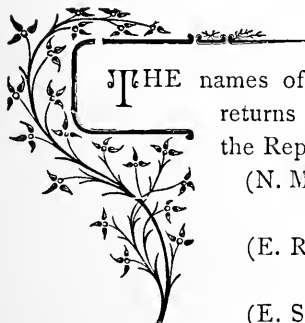 THE names of
returns
the Rep
(N. M
(E. R
(E. S